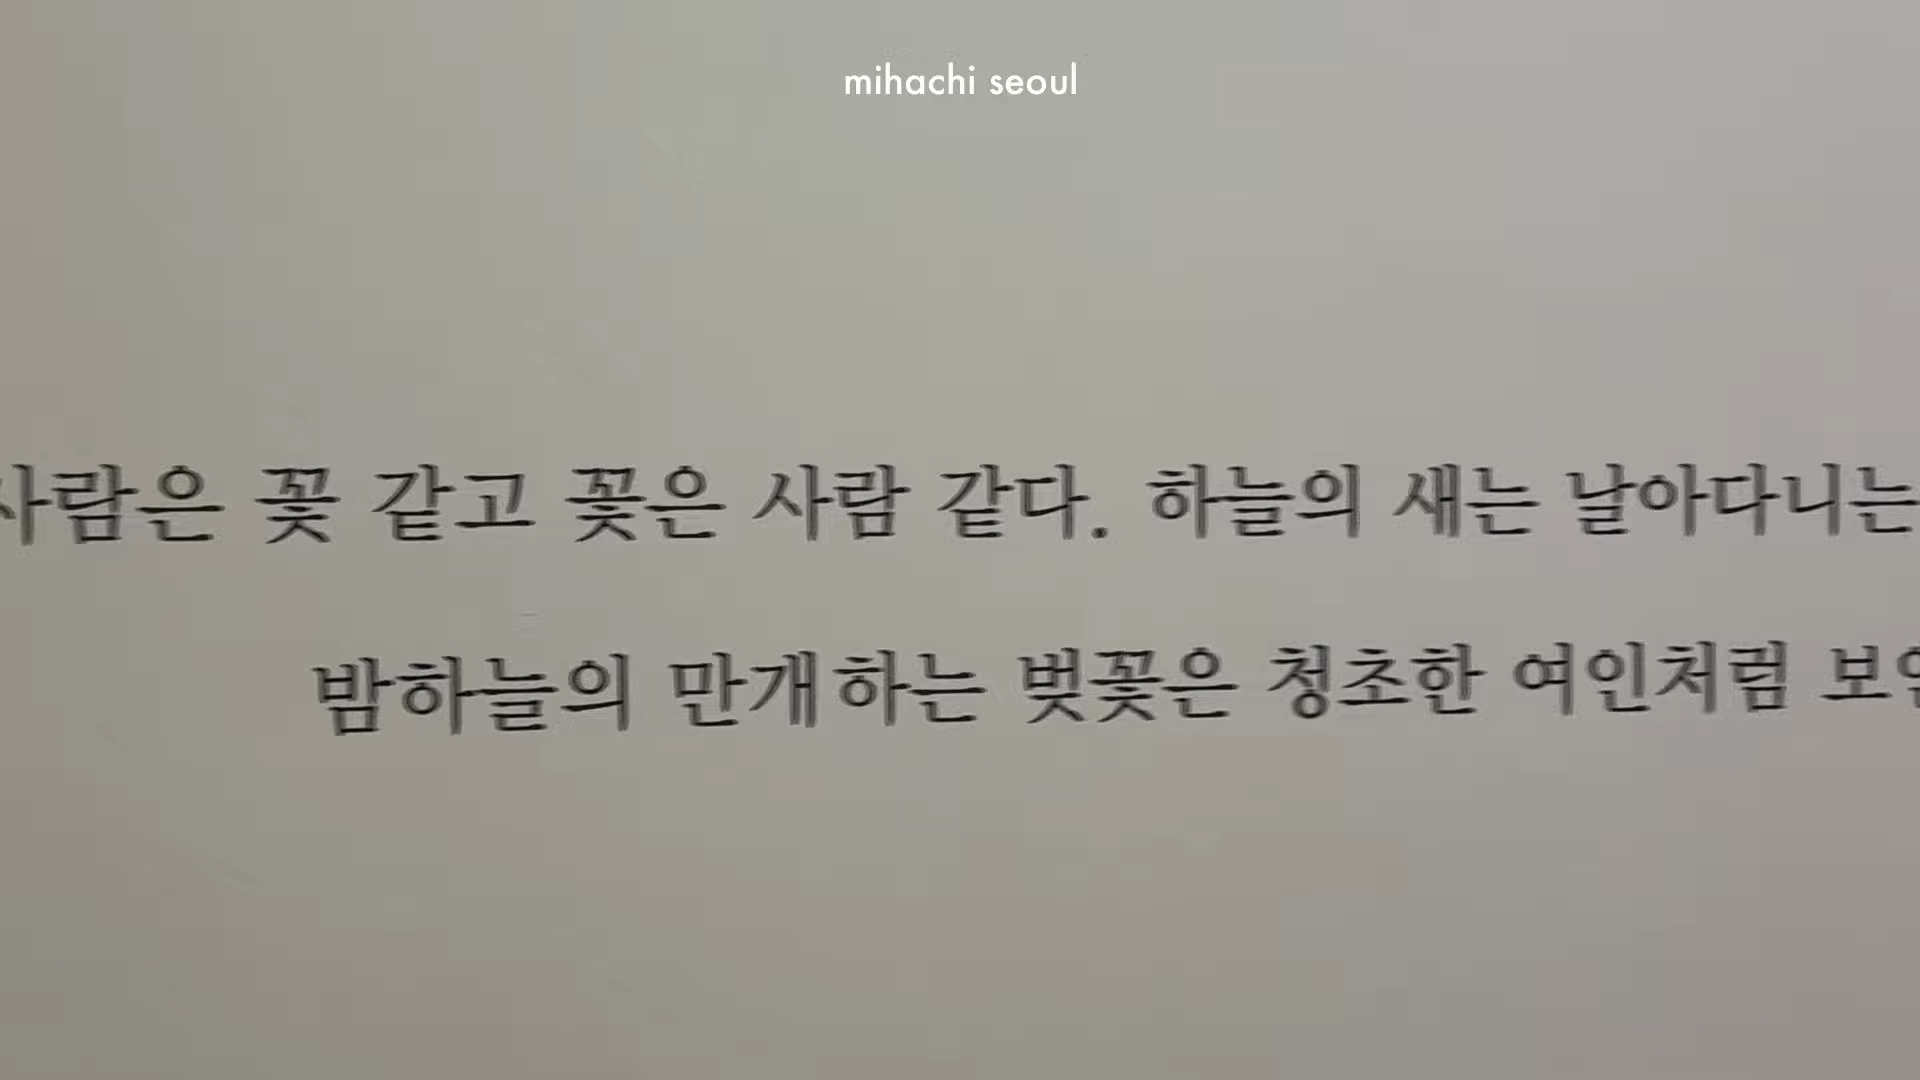 mihachi seoul
사람은 꽃 같고 꽃은 사람 같다. 하늘의 새는 날아다니는
밤하늘의 만개하는 벚꽃은 청초한 여인처럼